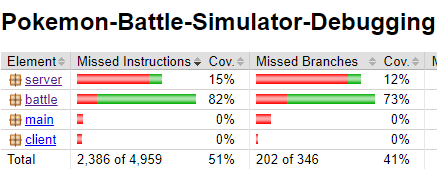 Pokemon-Battle-Simulator-Debugging
Element Missed Instructions Cov. Missed Branches Cov.
server 15% 12%
battle 82% 73%
main 0% 0%
client 0% 0%
Total 2,386 of 4,959 51% 202 of 346 41%